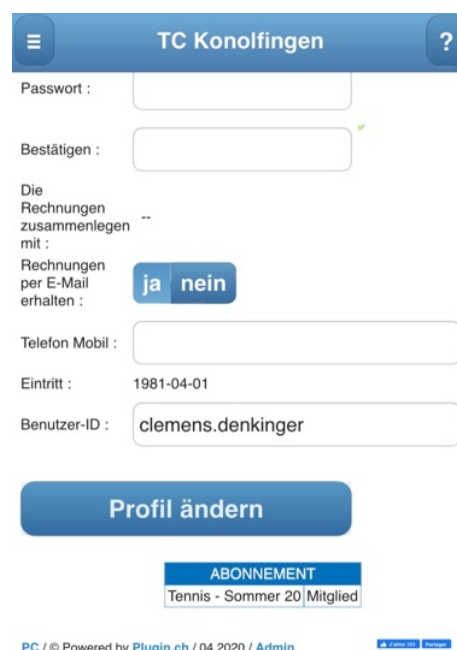 ≡ TC Konolfingen ?
Passwort :
Bestätigen :
Die
Rechnungen
zusammenlegen --
mit :
Rechnungen
per E-Mail ja nein
erhalten :
Telefon Mobil :
Eintritt : 1981-04-01
Benutzer-ID : clemens.denkinger
Profil ändern
ABONNEMENT
Tennis - Sommer 20 Mitglied
PC / © Powered by Plugin.ch / 04.2020 / Admin Partager